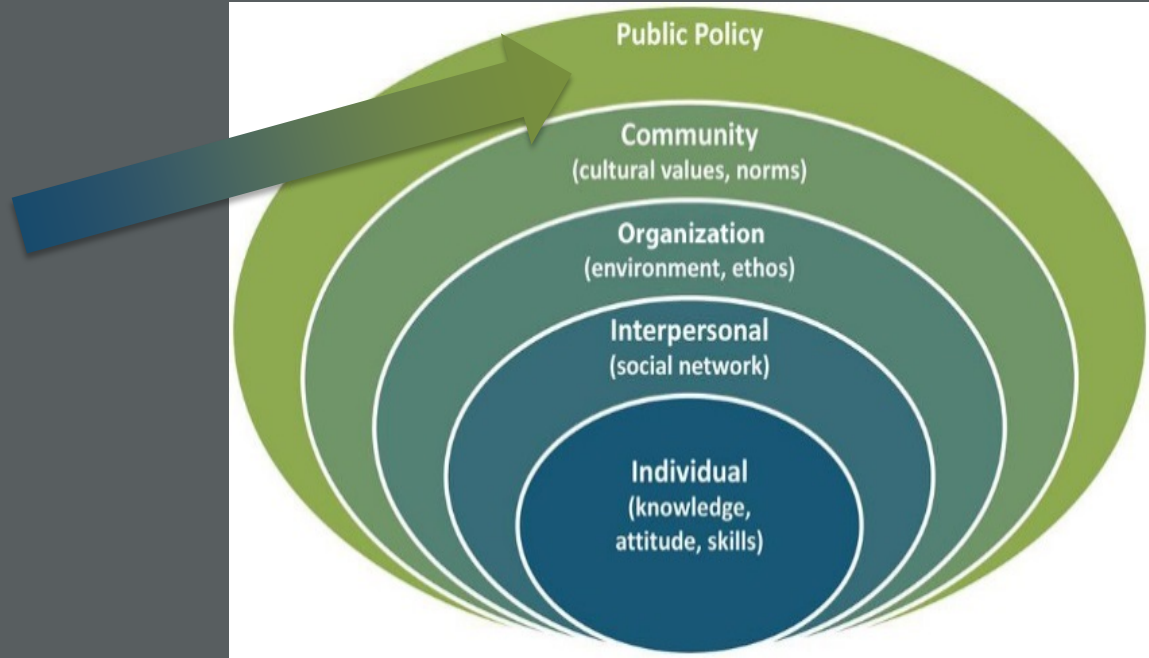 Public Policy
Community
(cultural values, norms)
Organization
(environment, ethos)
Interpersonal
(social network)
Individual
(knowledge,
attitude, skills)